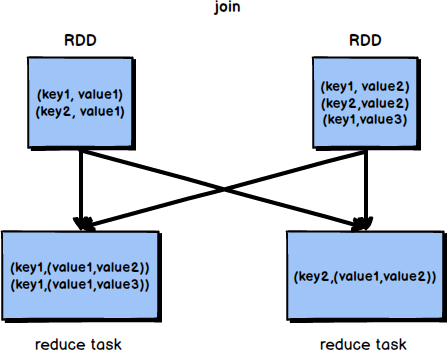 join
RDD
RDD
(key1, value1)
(key2, value1)
(key1, value2)
(key2,value2)
(key1,value3)
(key1,(value1,value2))
(key1,(value1,value3))
(key2,(value1,value2))
reduce task
reduce task